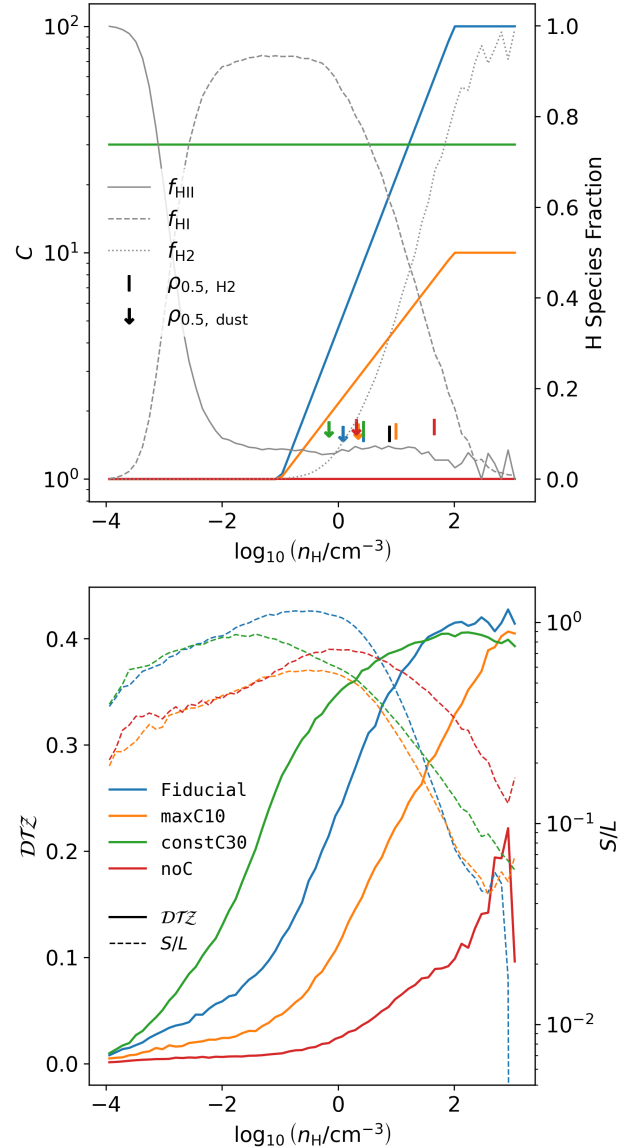 10²
10¹
10⁰
C
1.0
0.8
0.6
0.4
0.2
0.0
H Species Fraction
f_HII
f_HI
f_H2
ρ_0.5, H2
ρ_0.5, dust
−4 −2 0 2
log₁₀ (n_H/cm⁻³)
0.4
0.3
0.2
0.1
0.0
𝒟𝒯𝒵
10⁰
10⁻¹
10⁻²
S/L
Fiducial
maxC10
constC30
noC
𝒟𝒯𝒵
S/L
−4 −2 0 2
log₁₀ (n_H/cm⁻³)